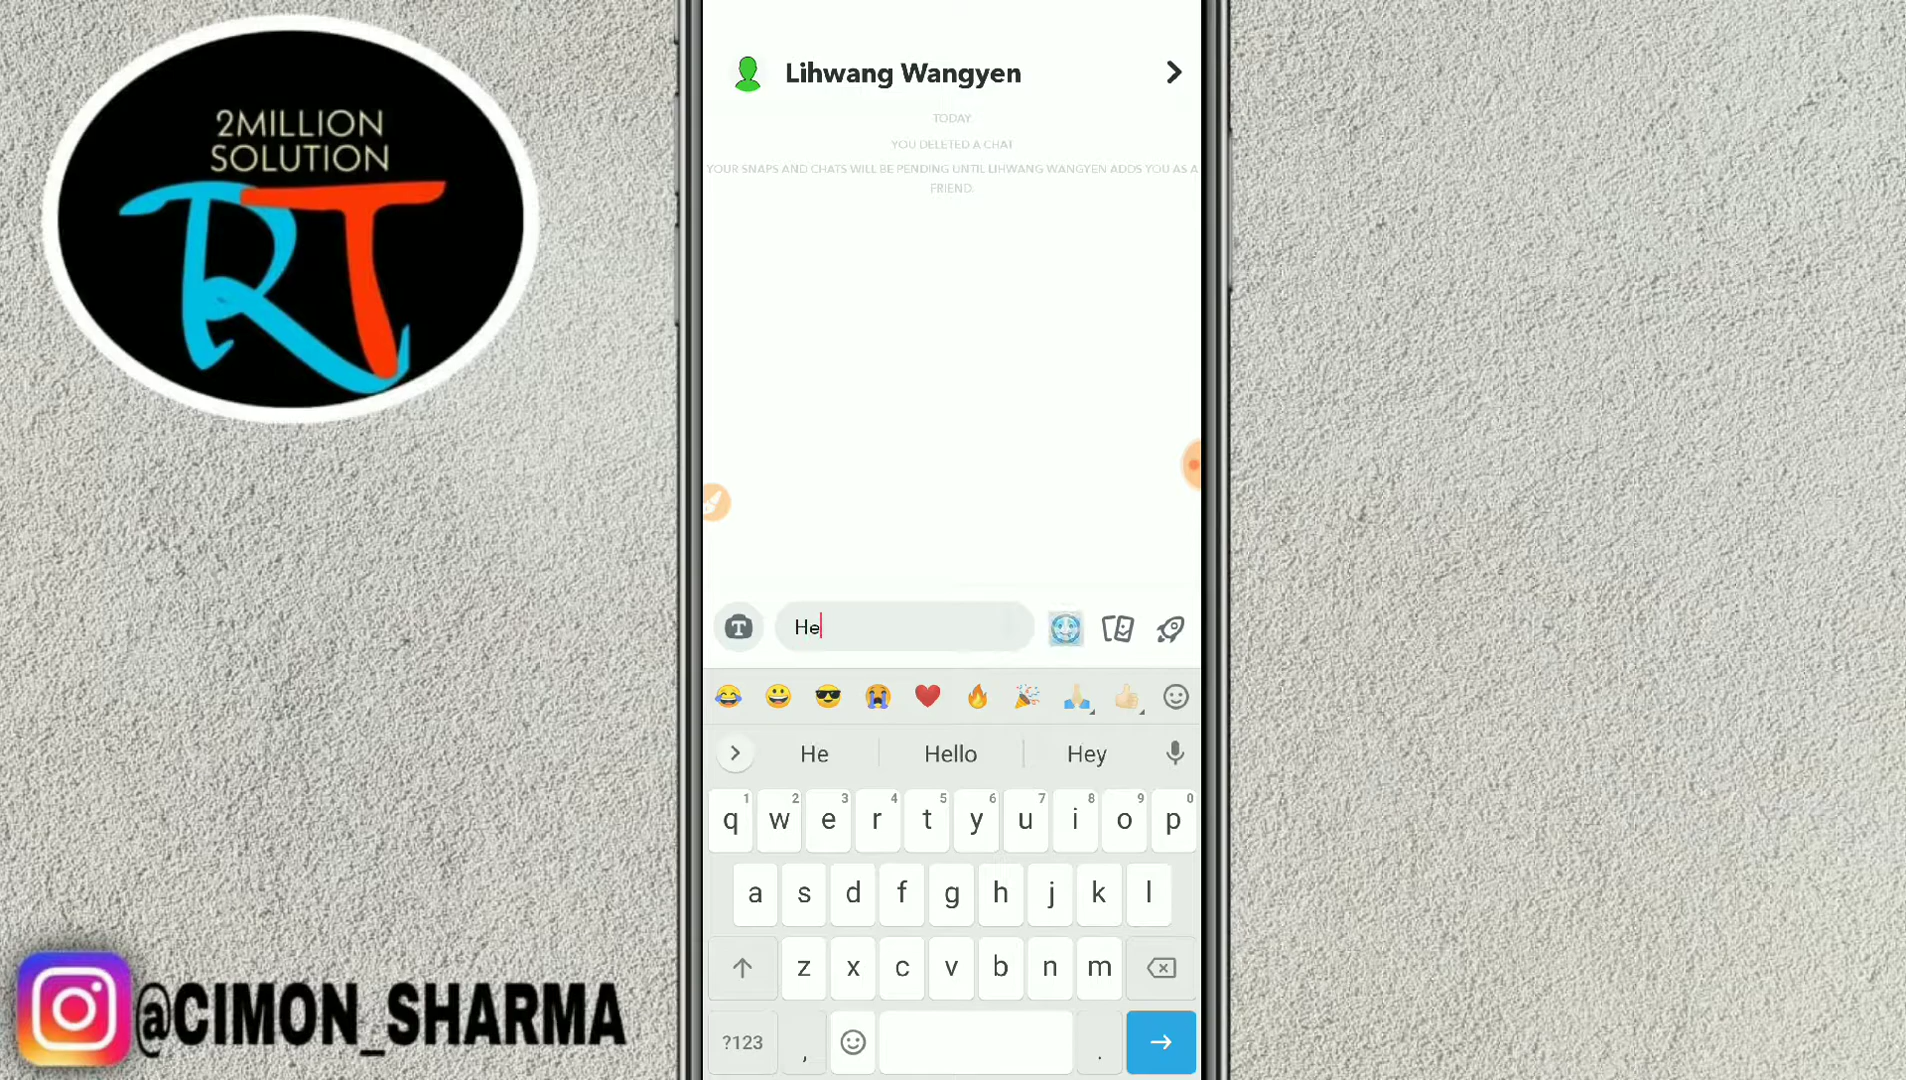 2MILLION
SOLUTION
RT
Lihwang Wangyen
TODAY
YOU DELETED A CHAT
YOUR SNAPS AND CHATS WILL BE PENDING UNTIL LIHWANG WANGYEN ADDS YOU AS A
FRIEND.
T
He
He Hello Hey
1 2 3 4 5 6 7 8 9 0
q w e r t y u i o p
a s d f g h j k l
z x c v b n m
?123 , .
@CIMON_SHARMA